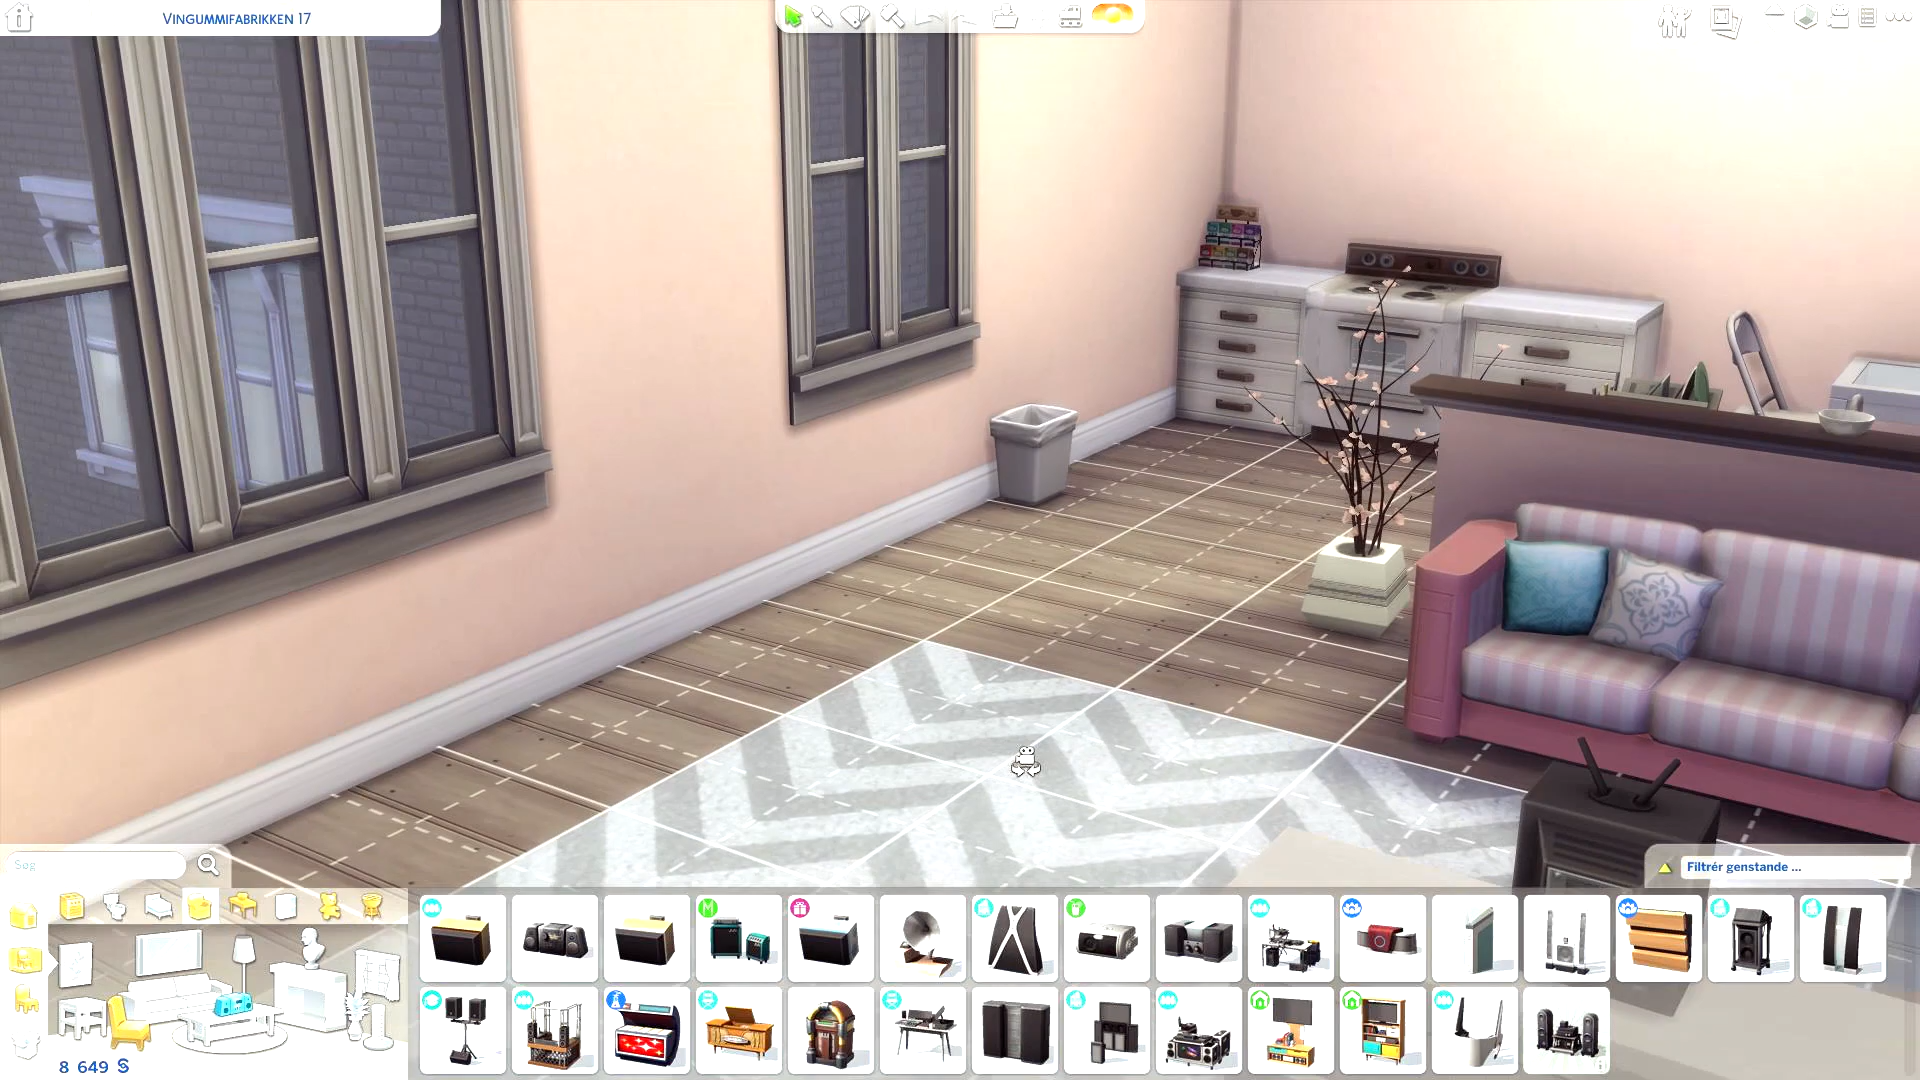 Vingummifabrikken 17
Søg
Filtrér genstande ...
8 649 S